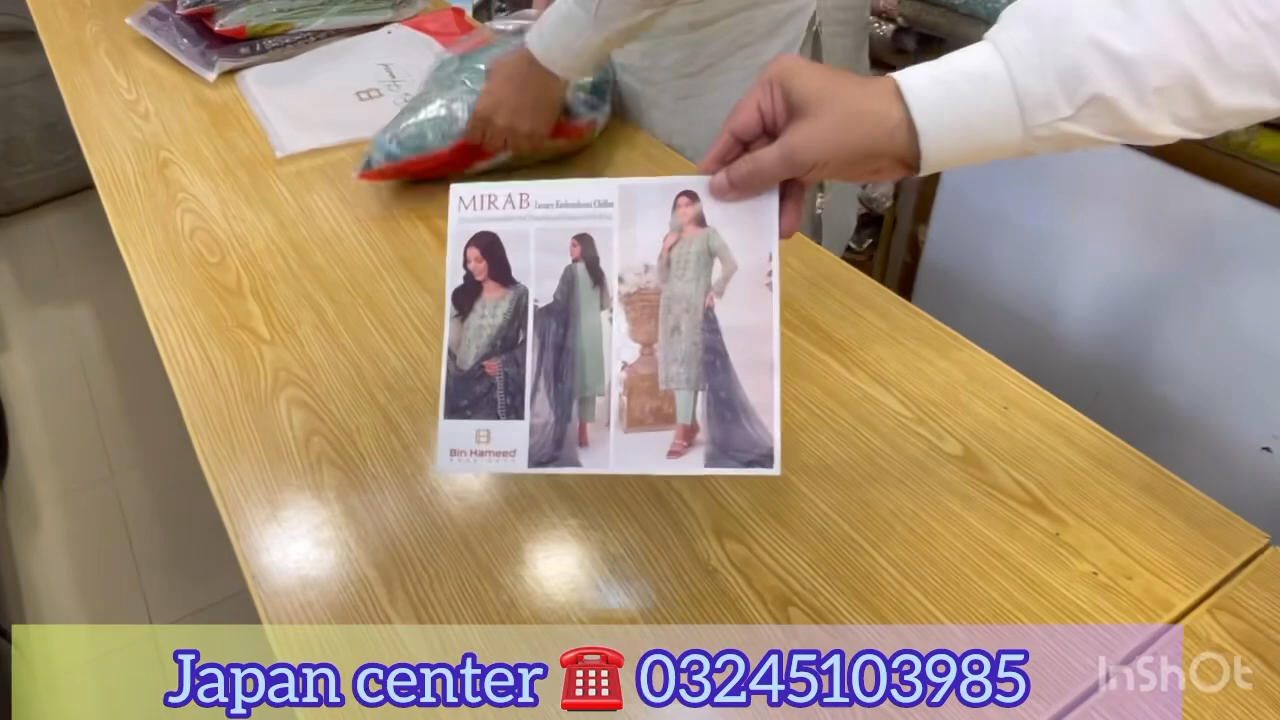 MIRAB Luxury Embroidered Chiffon
Bin Hameed
Japan center ☎️ 03245103985
InShOt